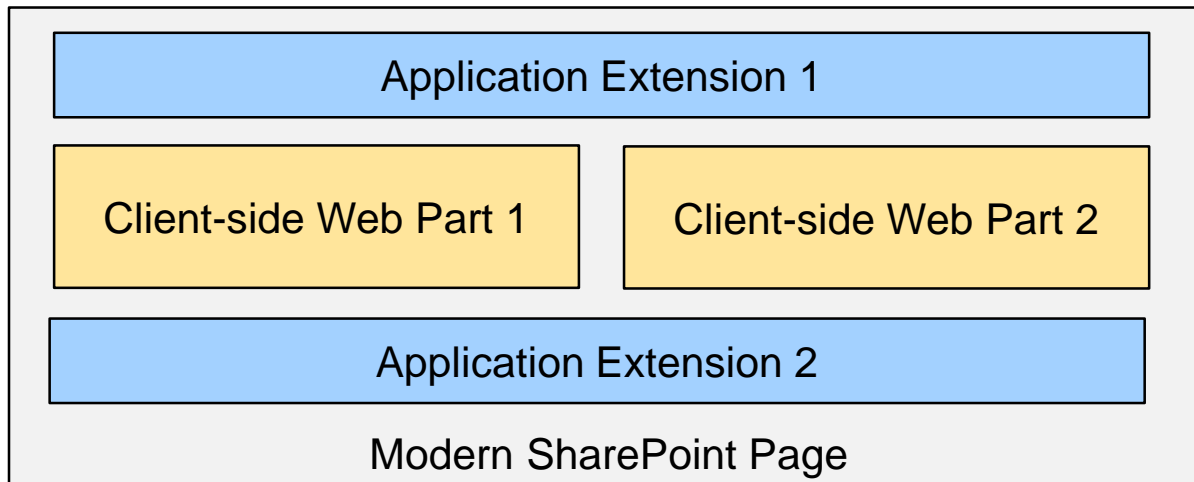 Application Extension 1
Client-side Web Part 1
Client-side Web Part 2
Application Extension 2
Modern SharePoint Page